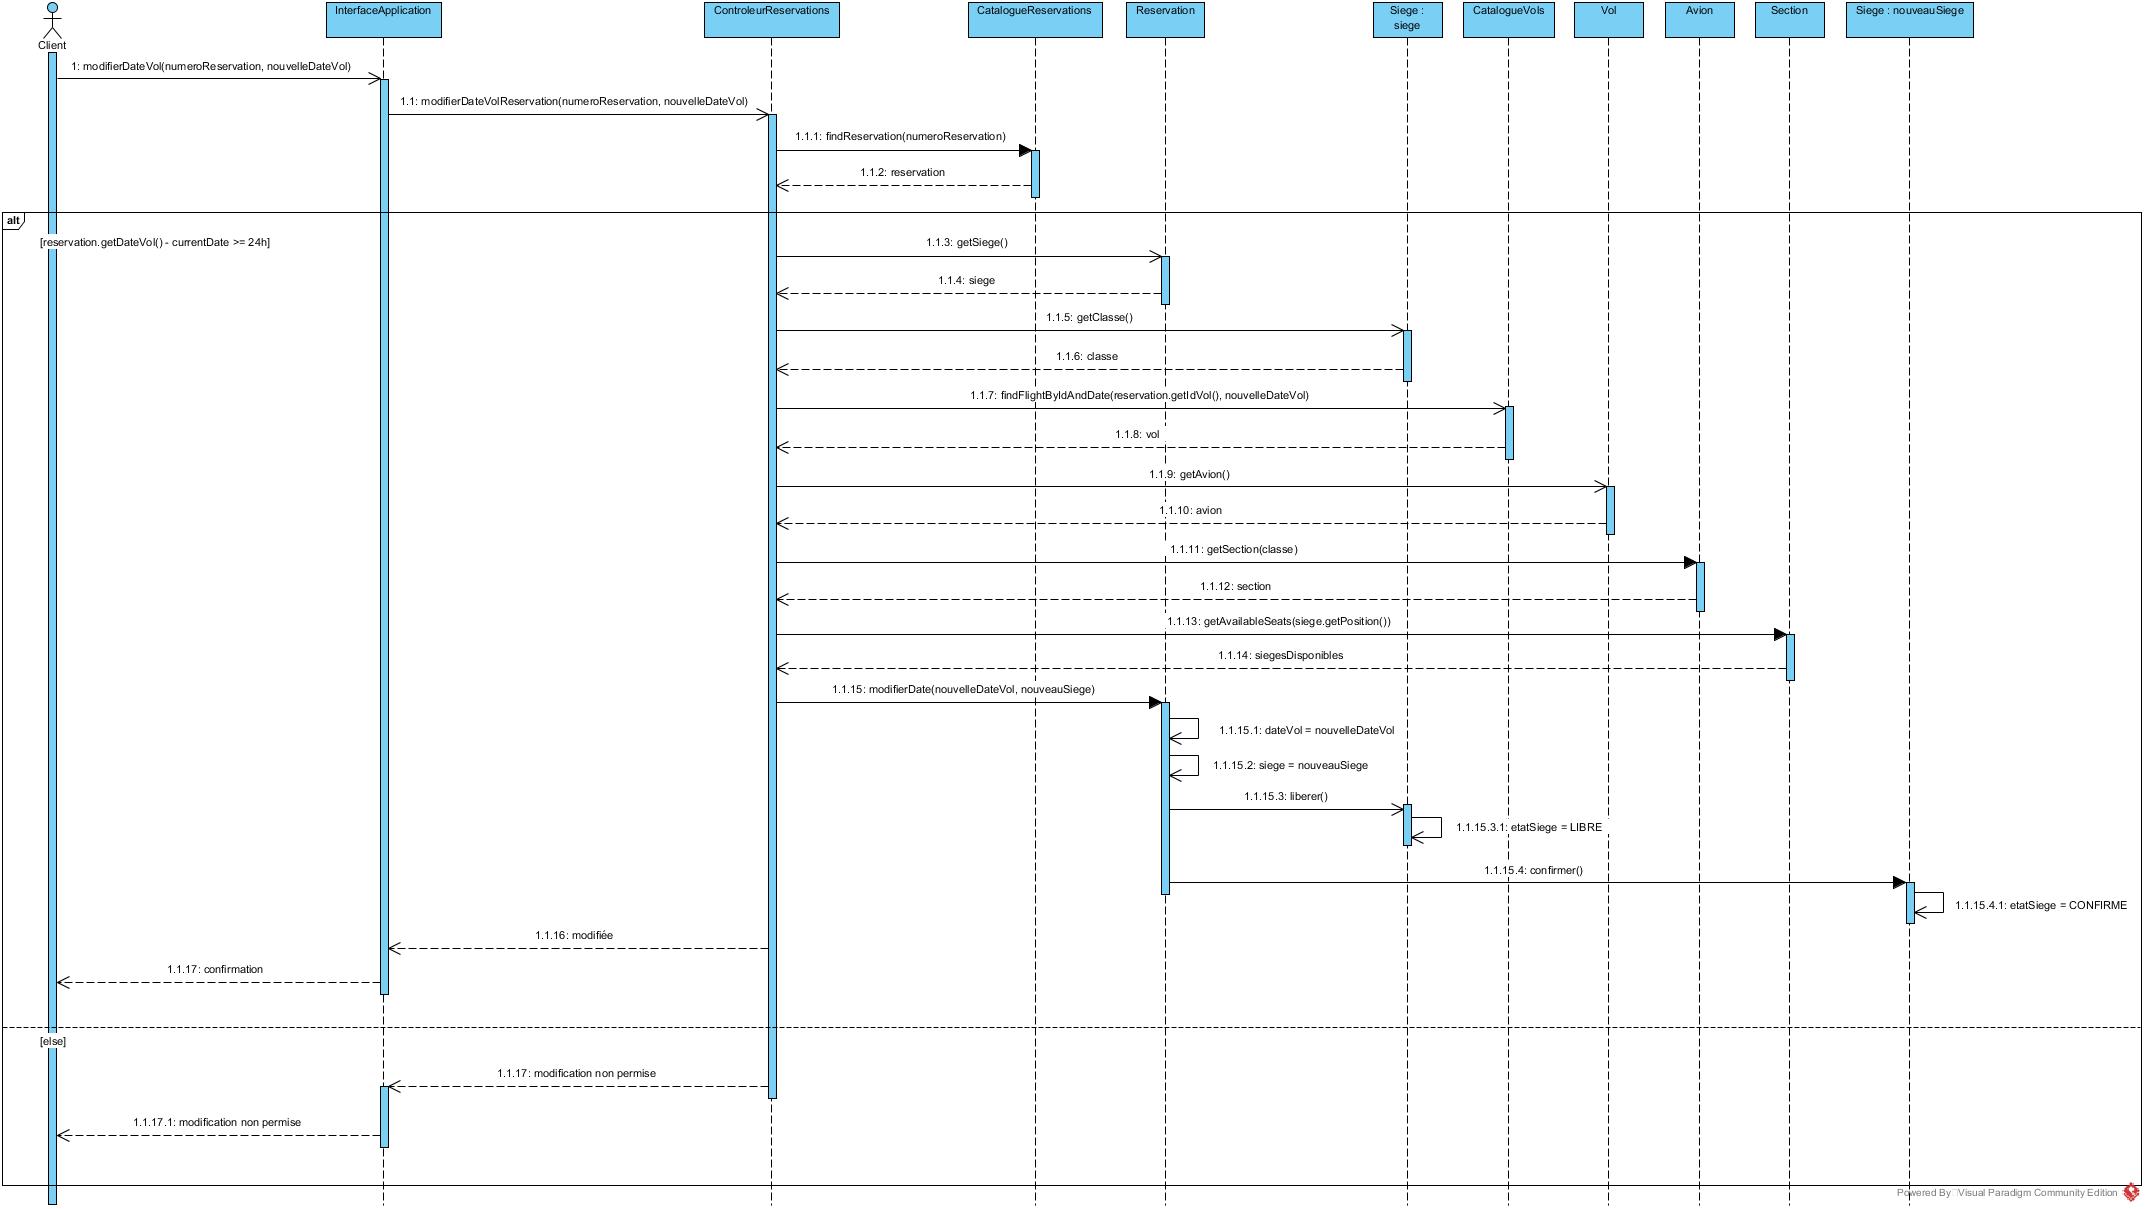 InterfaceApplication
ControleurReservations
CatalogueReservations
Reservation
Siege :
siege
CatalogueVols
Vol
Avion
Section
Siege : nouveauSiege
Client
1: modifierDateVol(numeroReservation, nouvelleDateVol)
1.1: modifierDateVolReservation(numeroReservation, nouvelleDateVol)
1.1.1: findReservation(numeroReservation)
1.1.2: reservation
alt
[reservation.getDateVol() - currentDate >= 24h]
1.1.3: getSiege()
1.1.4: siege
1.1.5: getClasse()
1.1.6: classe
1.1.7: findFlightByIdAndDate(reservation.getIdVol(), nouvelleDateVol)
1.1.8: vol
1.1.9: getAvion()
1.1.10: avion
1.1.11: getSection(classe)
1.1.12: section
1.1.13: getAvailableSeats(siege.getPosition())
1.1.14: siegesDisponibles
1.1.15: modifierDate(nouvelleDateVol, nouveauSiege)
1.1.15.1: dateVol = nouvelleDateVol
1.1.15.2: siege = nouveauSiege
1.1.15.3: liberer()
1.1.15.3.1: etatSiege = LIBRE
1.1.15.4: confirmer()
1.1.15.4.1: etatSiege = CONFIRME
1.1.16: modifiée
1.1.17: confirmation
[else]
1.1.17: modification non permise
1.1.17.1: modification non permise
Powered By Visual Paradigm Community Edition